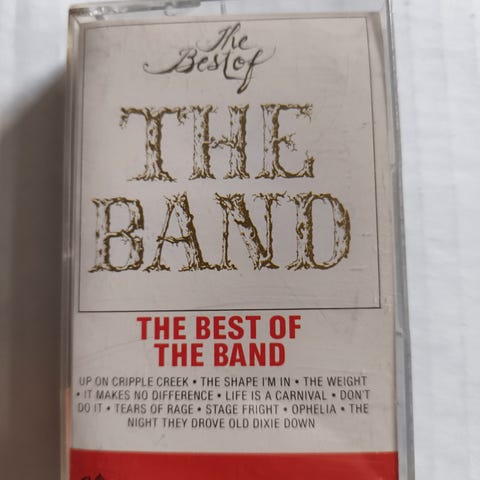 The
Best of
THE
BAND
THE BEST OF
THE BAND
UP ON CRIPPLE CREEK • THE SHAPE I'M IN • THE WEIGHT
• IT MAKES NO DIFFERENCE • LIFE IS A CARNIVAL • DON'T
DO IT • TEARS OF RAGE • STAGE FRIGHT • OPHELIA • THE
NIGHT THEY DROVE OLD DIXIE DOWN